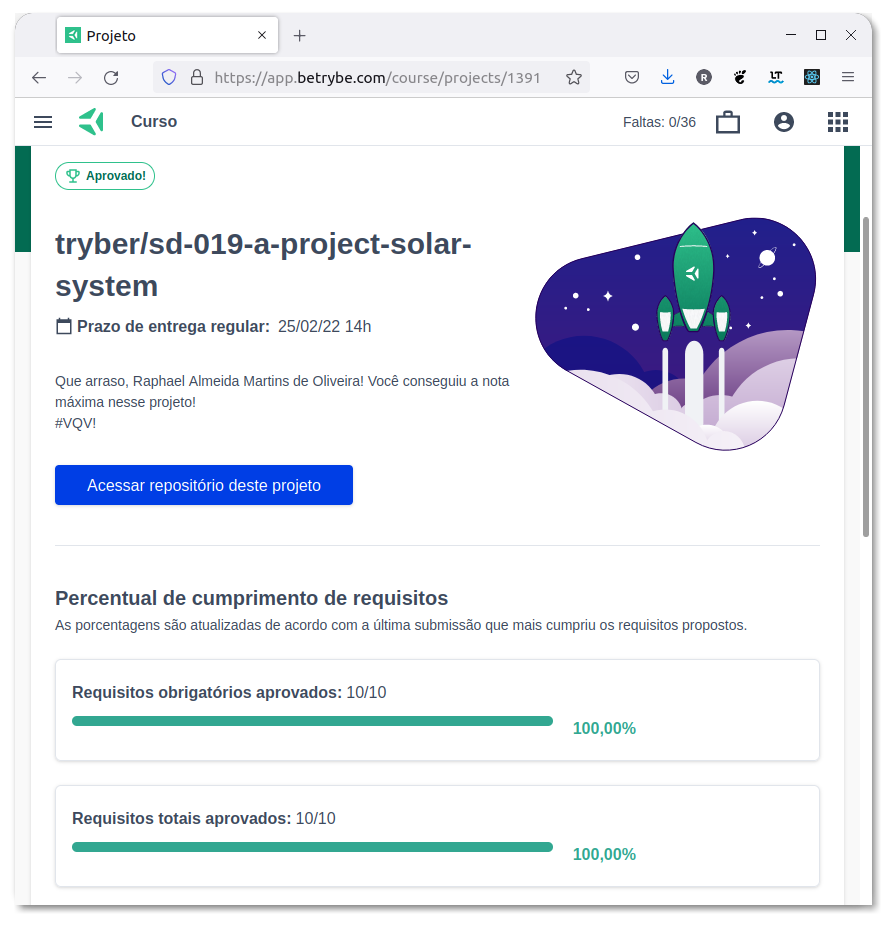 Projeto
https://app.betrybe.com/course/projects/1391
R
LT
Curso
Faltas: 0/36
Aprovado!
tryber/sd-019-a-project-solar-
system
Prazo de entrega regular: 25/02/22 14h
Que arraso, Raphael Almeida Martins de Oliveira! Você conseguiu a nota
máxima nesse projeto!
#VQV!
Acessar repositório deste projeto
Percentual de cumprimento de requisitos
As porcentagens são atualizadas de acordo com a última submissão que mais cumpriu os requisitos propostos.
Requisitos obrigatórios aprovados: 10/10
100,00%
Requisitos totais aprovados: 10/10
100,00%